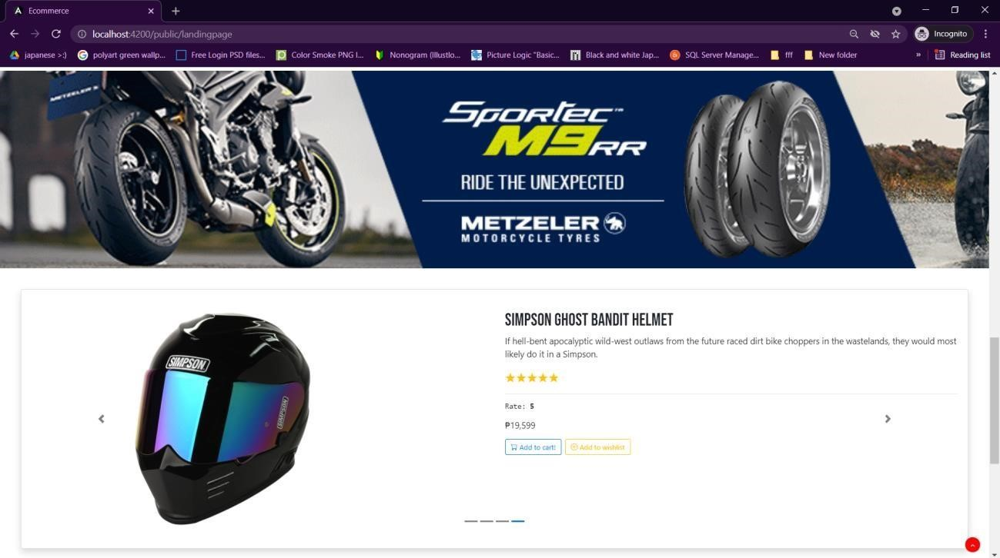 Ecommerce
localhost:4200/public/landingpage
Incognito
japanese >:)
polyart green wallp...
Free Login PSD files...
Color Smoke PNG I...
Nonogram (Illustlo...
Picture Logic "Basic...
Black and white Jap...
SQL Server Manage...
fff
New folder
»
Reading list
METZELER
Sportec™
M9RR
RIDE THE UNEXPECTED
METZELER
MOTORCYCLE TYRES
SIMPSON
SIMPSON
SIMPSON GHOST BANDIT HELMET
If hell-bent apocalyptic wild-west outlaws from the future raced dirt bike choppers in the wastelands, they would most
likely do it in a Simpson.
Rate: 5
₱19,599
Add to cart!
Add to wishlist